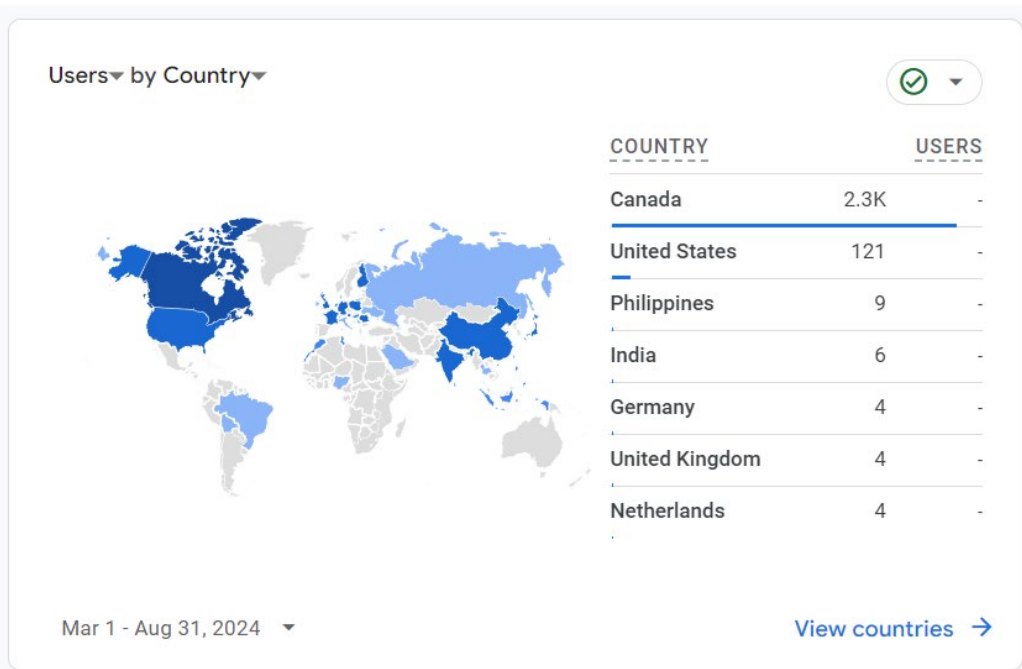 Users by Country
COUNTRY USERS
Canada 2.3K -
United States 121 -
Philippines 9 -
India 6 -
Germany 4 -
United Kingdom 4 -
Netherlands 4 -
Mar 1 - Aug 31, 2024
View countries →